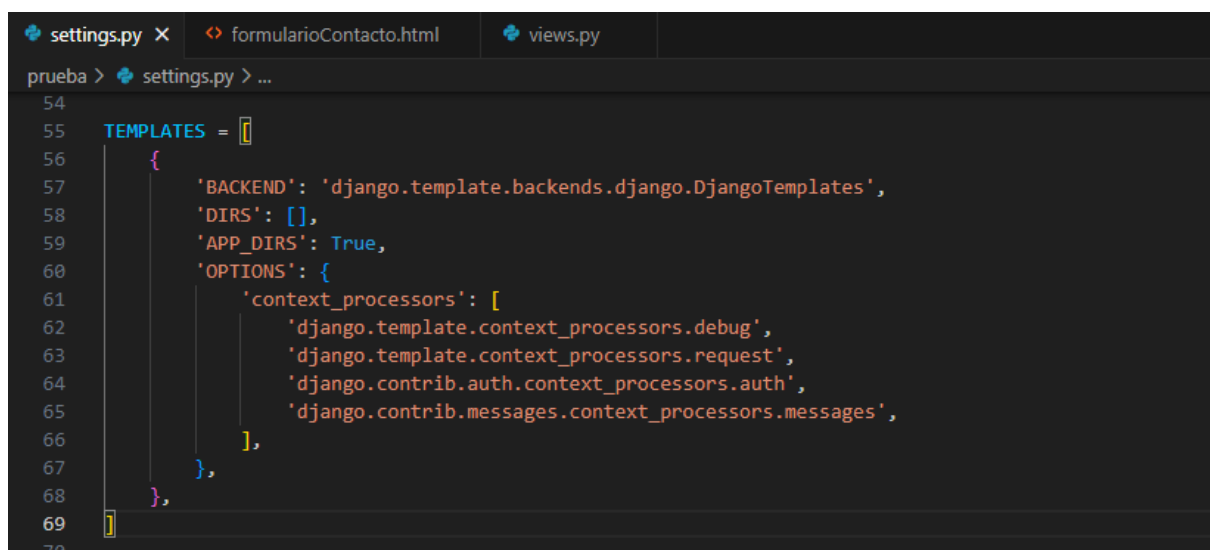 settings.py × <> formularioContacto.html views.py
prueba > settings.py > ...
54
55 TEMPLATES = [
56 {
57 'BACKEND': 'django.template.backends.django.DjangoTemplates',
58 'DIRS': [],
59 'APP_DIRS': True,
60 'OPTIONS': {
61 'context_processors': [
62 'django.template.context_processors.debug',
63 'django.template.context_processors.request',
64 'django.contrib.auth.context_processors.auth',
65 'django.contrib.messages.context_processors.messages',
66 ],
67 },
68 },
69 ]
70